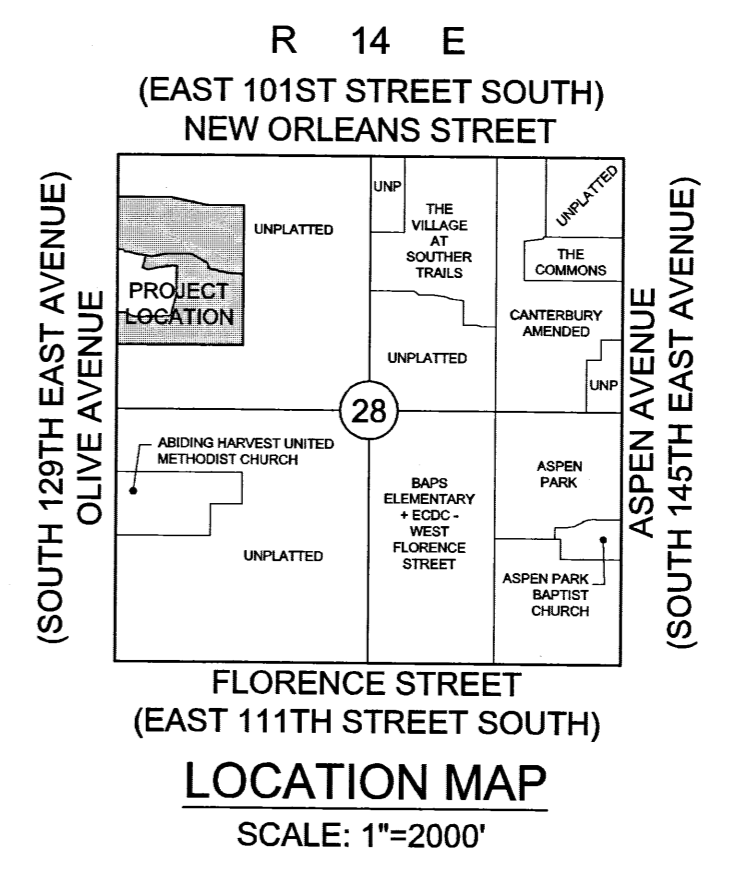 R 14 E
(EAST 101ST STREET SOUTH)
NEW ORLEANS STREET
(SOUTH 129TH EAST AVENUE)
OLIVE AVENUE
UNPLATTED
PROJECT
LOCATION
UNP
THE
VILLAGE
AT
SOUTHER
TRAILS
UNPLATTED
UNPLATTED
THE
COMMONS
CANTERBURY
AMENDED
UNP
28
ABIDING HARVEST UNITED
METHODIST CHURCH
UNPLATTED
BAPS
ELEMENTARY
+ ECDC -
WEST
FLORENCE
STREET
ASPEN
PARK
ASPEN PARK
BAPTIST
CHURCH
ASPEN AVENUE
(SOUTH 145TH EAST AVENUE)
FLORENCE STREET
(EAST 111TH STREET SOUTH)
LOCATION MAP
SCALE: 1"=2000'